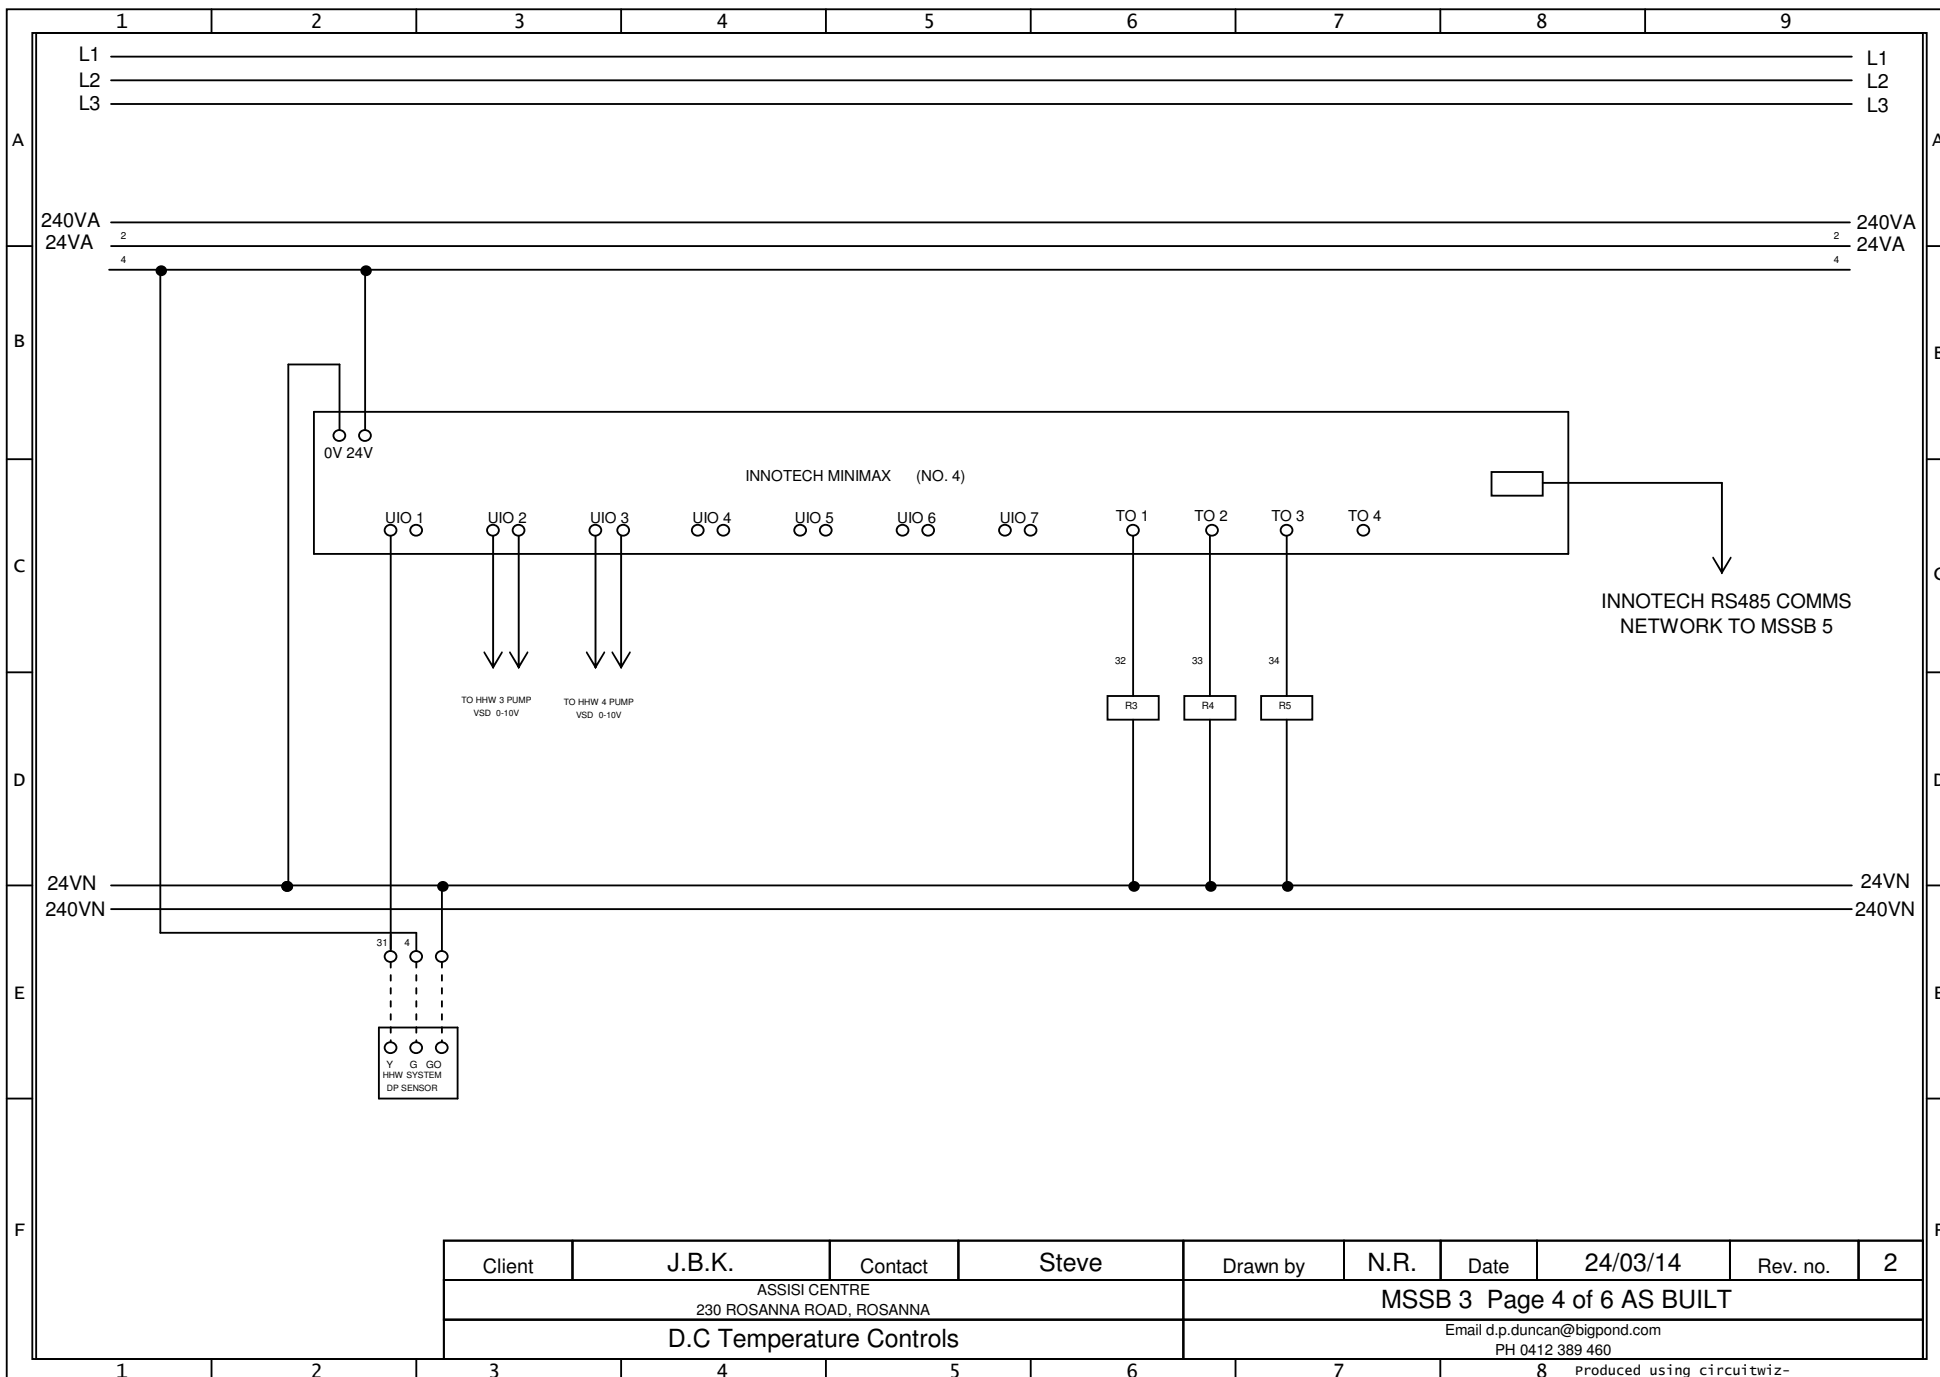 1 2 3 4 5 6 7 8 9
L1 L1
L2 L2
L3 L3
A A
240VA 240VA
2 2
24VA 24VA
4 4
B
0V 24V
INNOTECH MINIMAX (NO. 4)
UIO 1 UIO 2 UIO 3 UIO 4 UIO 5 UIO 6 UIO 7 TO 1 TO 2 TO 3 TO 4
C
INNOTECH RS485 COMMS
NETWORK TO MSSB 5
32 33 34
TO HHW 3 PUMP
VSD 0-10V
TO HHW 4 PUMP
VSD 0-10V
R3 R4 R5
D
24VN 24VN
240VN 240VN
31 4
E
Y G GO
HHW SYSTEM
DP SENSOR
F
Client J.B.K. Contact Steve Drawn by N.R. Date 24/03/14 Rev. no. 2
ASSISI CENTRE
230 ROSANNA ROAD, ROSANNA
MSSB 3 Page 4 of 6 AS BUILT
D.C Temperature Controls
Email d.p.duncan@bigpond.com
PH 0412 389 460
1 2 3 4 5 6 7 8 Produced using circuitwiz-